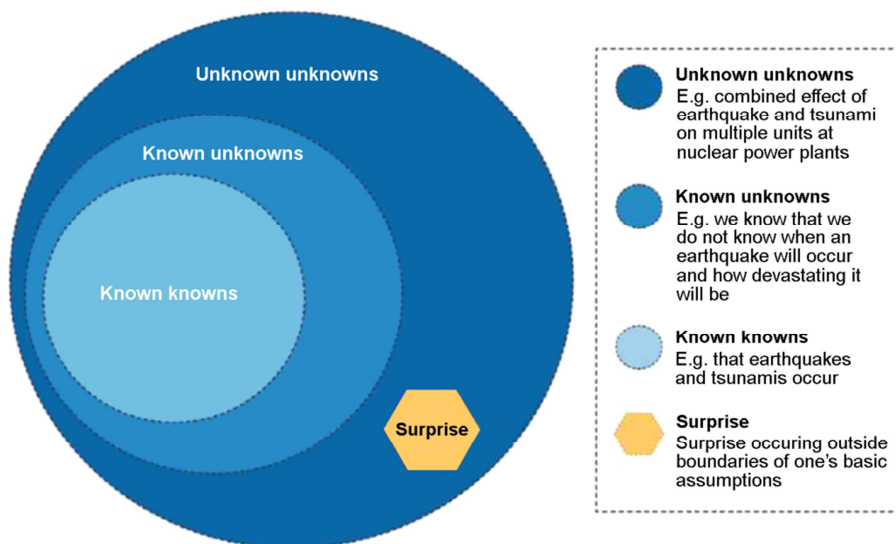 Unknown unknowns
Known unknowns
Known knowns
Surprise
Unknown unknowns
E.g. combined effect of
earthquake and tsunami
on multiple units at
nuclear power plants
Known unknowns
E.g. we know that we
do not know when an
earthquake will occur
and how devastating it
will be
Known knowns
E.g. that earthquakes
and tsunamis occur
Surprise
Surprise occuring outside
boundaries of one's basic
assumptions